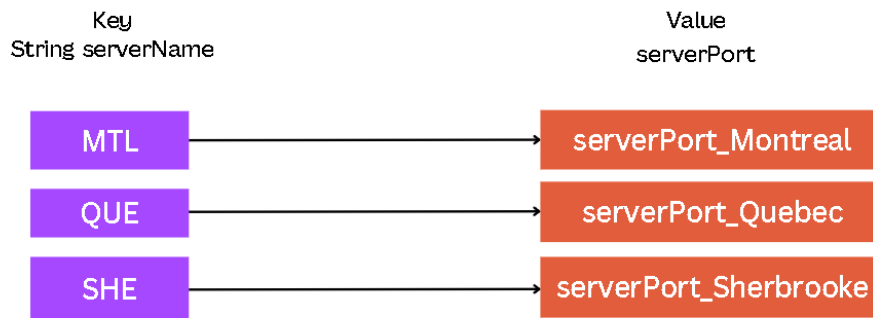 Key
String serverName
Value
serverPort
MTL
serverPort_Montreal
QUE
serverPort_Quebec
SHE
serverPort_Sherbrooke